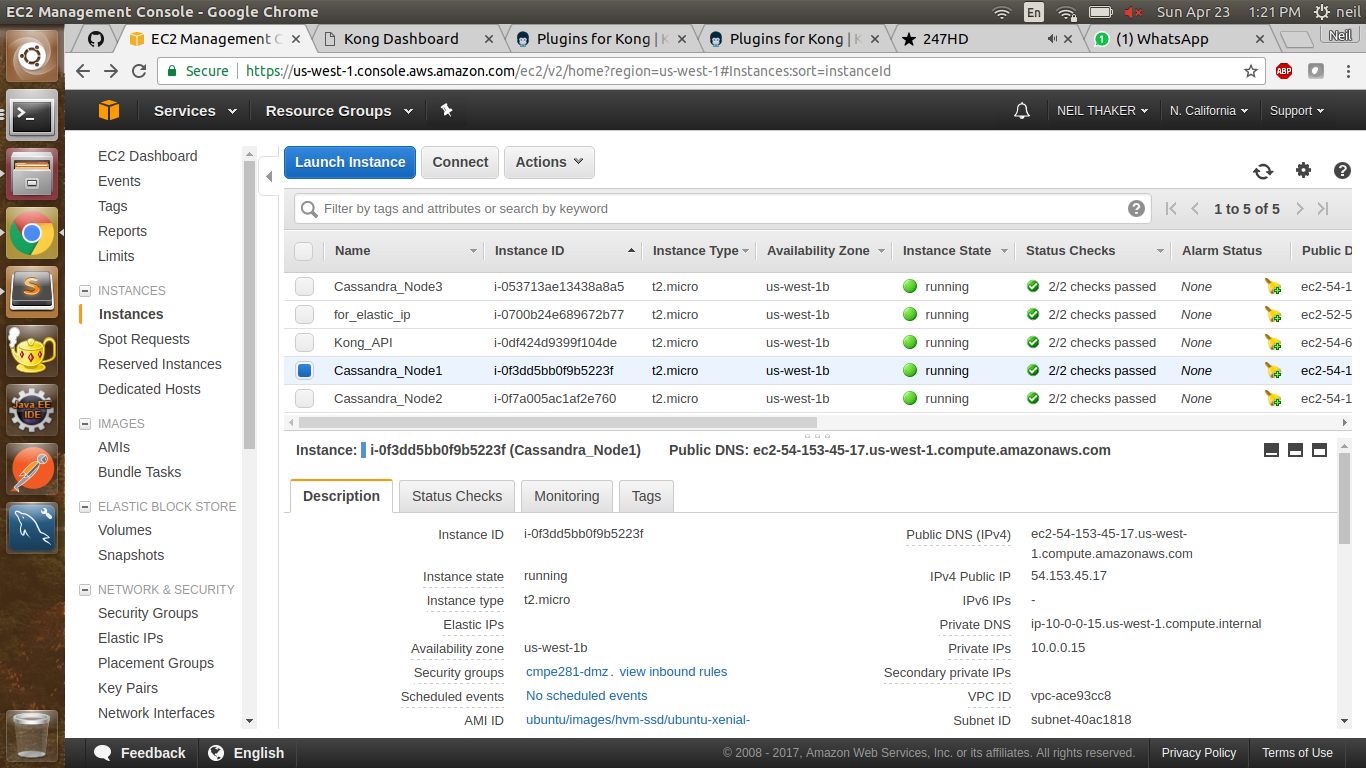 EC2 Management Console - Google Chrome
En
Sun Apr 23 1:21 PM neil
EC2 Management C
Kong Dashboard
Plugins for Kong | K
Plugins for Kong | K
247HD
(1) WhatsApp
Neil
Secure https://us-west-1.console.aws.amazon.com/ec2/v2/home?region=us-west-1#Instances:sort=instanceId
ABP
Services Resource Groups NEIL THAKER N. California Support
EC2 Dashboard
Events
Tags
Reports
Limits
INSTANCES
Instances
Spot Requests
Reserved Instances
Dedicated Hosts
IMAGES
AMIs
Bundle Tasks
ELASTIC BLOCK STORE
Volumes
Snapshots
NETWORK & SECURITY
Security Groups
Elastic IPs
Placement Groups
Key Pairs
Network Interfaces
Java EE
IDE
Launch Instance Connect Actions
Filter by tags and attributes or search by keyword
1 to 5 of 5
Name Instance ID Instance Type Availability Zone Instance State Status Checks Alarm Status Public D
Cassandra_Node3 i-053713ae13438a8a5 t2.micro us-west-1b running 2/2 checks passed None ec2-54-1
for_elastic_ip i-0700b24e689672b77 t2.micro us-west-1b running 2/2 checks passed None ec2-52-5
Kong_API i-0df424d9399f104de t2.micro us-west-1b running 2/2 checks passed None ec2-54-6
Cassandra_Node1 i-0f3dd5bb0f9b5223f t2.micro us-west-1b running 2/2 checks passed None ec2-54-1
Cassandra_Node2 i-0f7a005ac1af2e760 t2.micro us-west-1b running 2/2 checks passed None ec2-54-1
Instance: i-0f3dd5bb0f9b5223f (Cassandra_Node1) Public DNS: ec2-54-153-45-17.us-west-1.compute.amazonaws.com
Description Status Checks Monitoring Tags
Instance ID i-0f3dd5bb0f9b5223f
Instance state running
Instance type t2.micro
Elastic IPs
Availability zone us-west-1b
Security groups cmpe281-dmz . view inbound rules
Scheduled events No scheduled events
AMI ID ubuntu/images/hvm-ssd/ubuntu-xenial-
Public DNS (IPv4) ec2-54-153-45-17.us-west-
1.compute.amazonaws.com
IPv4 Public IP 54.153.45.17
IPv6 IPs -
Private DNS ip-10-0-0-15.us-west-1.compute.internal
Private IPs 10.0.0.15
Secondary private IPs
VPC ID vpc-ace93cc8
Subnet ID subnet-40ac1818
Feedback English © 2008 - 2017, Amazon Web Services, Inc. or its affiliates. All rights reserved. Privacy Policy Terms of Use